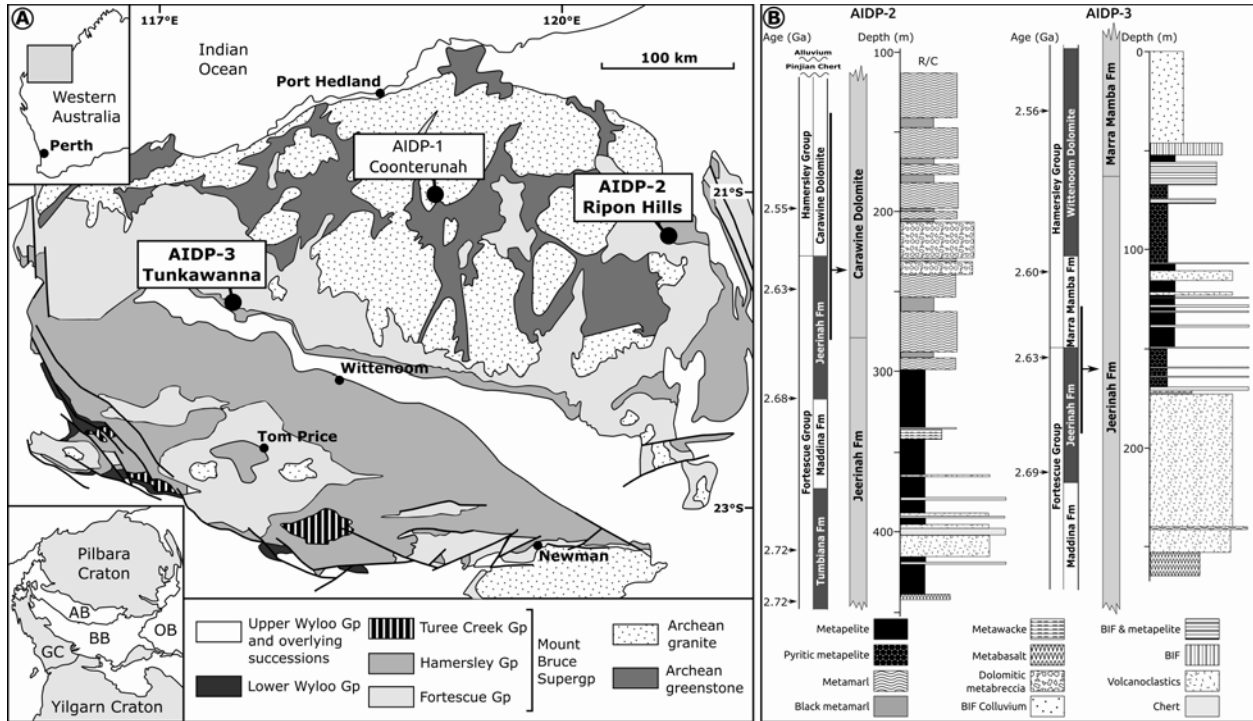 A
117°E
120°E
Indian
Ocean
100 km
Port Hedland
Western
Australia
Perth
AIDP-1
Coonterunah
AIDP-2
Ripon Hills
21°S
AIDP-3
Tunkawanna
Wittenoom
Tom Price
23°S
Newman
Pilbara
Craton
AB
BB
OB
GC
Yilgarn Craton
Upper Wyloo Gp
and overlying
successions
Lower Wyloo Gp
Turee Creek Gp
Hamersley Gp
Fortescue Gp
Mount
Bruce
Supergp
Archean
granite
Archean
greenstone
B
AIDP-2
Age (Ga)
Alluvium
Pinjian Chert
Depth (m)
R/C
100
200
300
400
2.55
2.63
2.68
2.72
2.72
Hamersley Group
Fortescue Group
Carawine Dolomite
Jeerinah Fm
Maddina Fm
Tumbiana Fm
Carawine Dolomite
Jeerinah Fm
AIDP-3
Age (Ga)
Depth (m)
0
100
200
2.56
2.60
2.63
2.69
Hamersley Group
Fortescue Group
Wittenoom Dolomite
Marra Mamba Fm
Jeerinah Fm
Maddina Fm
Marra Mamba Fm
Jeerinah Fm
Metapelite
Pyritic metapelite
Metamarl
Black metamarl
Metawacke
Metabasalt
Dolomitic
metabreccia
BIF Colluvium
BIF & metapelite
BIF
Volcanoclastics
Chert